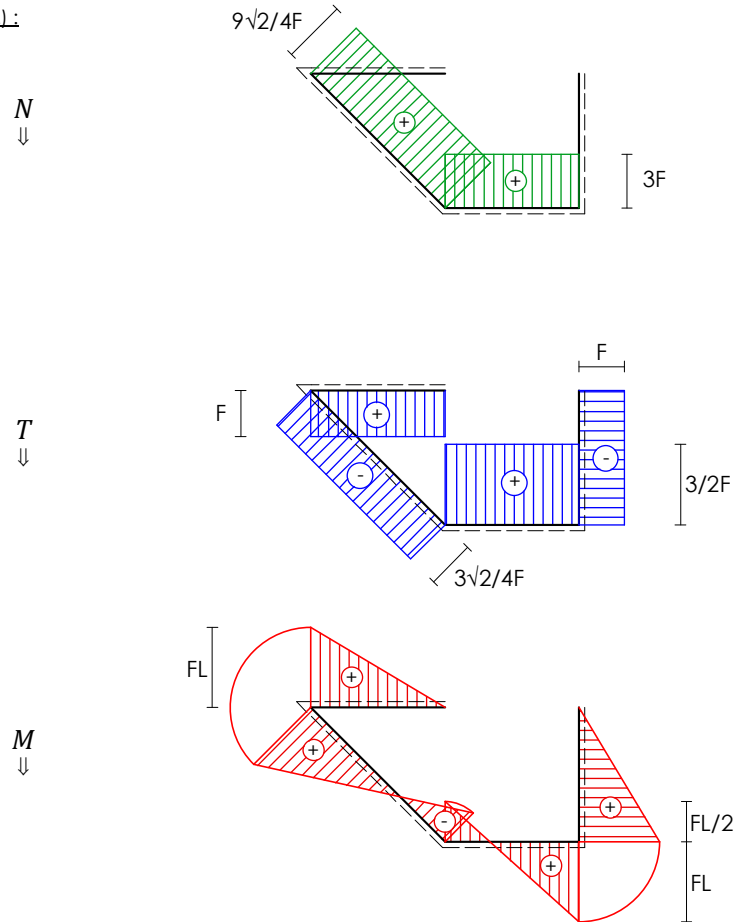 ):
9√2/4F
N
⇓
+
+
3F
F
F
T
⇓
+
-
+
-
3/2F
3√2/4F
FL
+
M
⇓
+
-
+
+
FL/2
FL